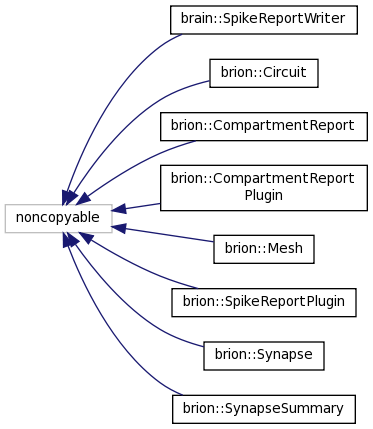 brain::SpikeReportWriter
brion::Circuit
brion::CompartmentReport
brion::CompartmentReport
Plugin
noncopyable
brion::Mesh
brion::SpikeReportPlugin
brion::Synapse
brion::SynapseSummary